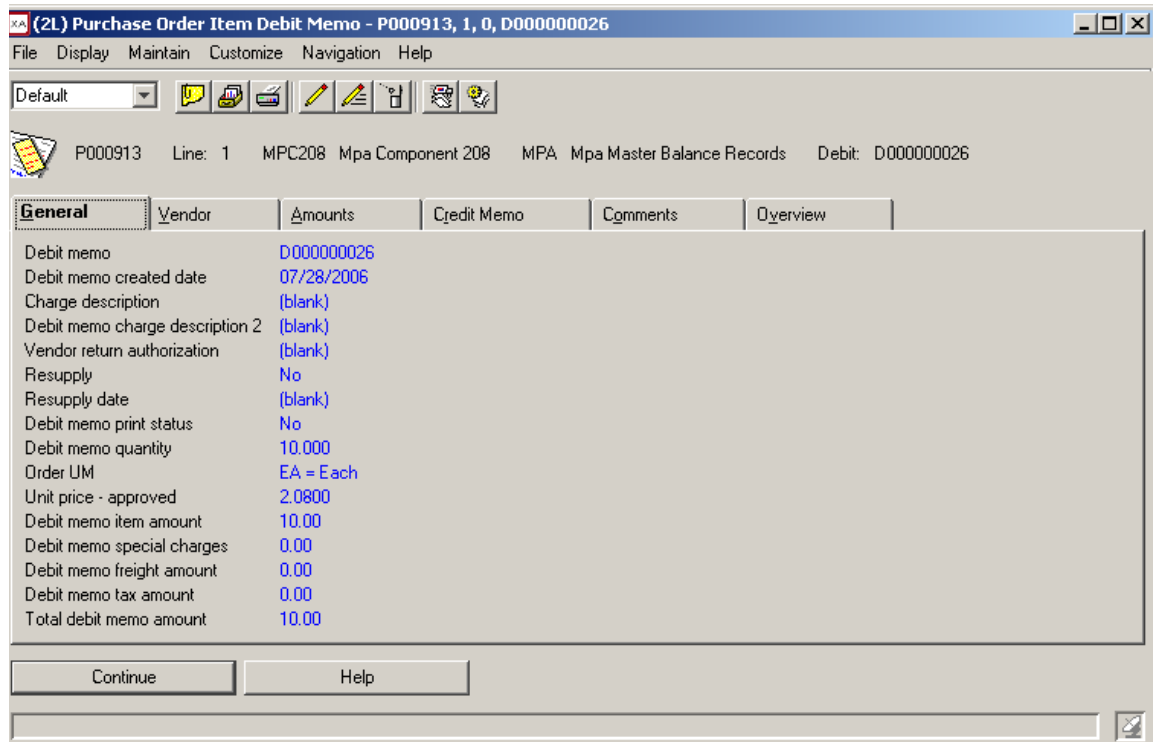 XA (2L) Purchase Order Item Debit Memo - P000913, 1, 0, D000000026
File Display Maintain Customize Navigation Help
Default
P000913 Line: 1 MPC208 Mpa Component 208 MPA Mpa Master Balance Records Debit: D000000026
General Vendor Amounts Credit Memo Comments Overview
Debit memo D000000026
Debit memo created date 07/28/2006
Charge description (blank)
Debit memo charge description 2 (blank)
Vendor return authorization (blank)
Resupply No
Resupply date (blank)
Debit memo print status No
Debit memo quantity 10.000
Order UM EA = Each
Unit price - approved 2.0800
Debit memo item amount 10.00
Debit memo special charges 0.00
Debit memo freight amount 0.00
Debit memo tax amount 0.00
Total debit memo amount 10.00
Continue Help